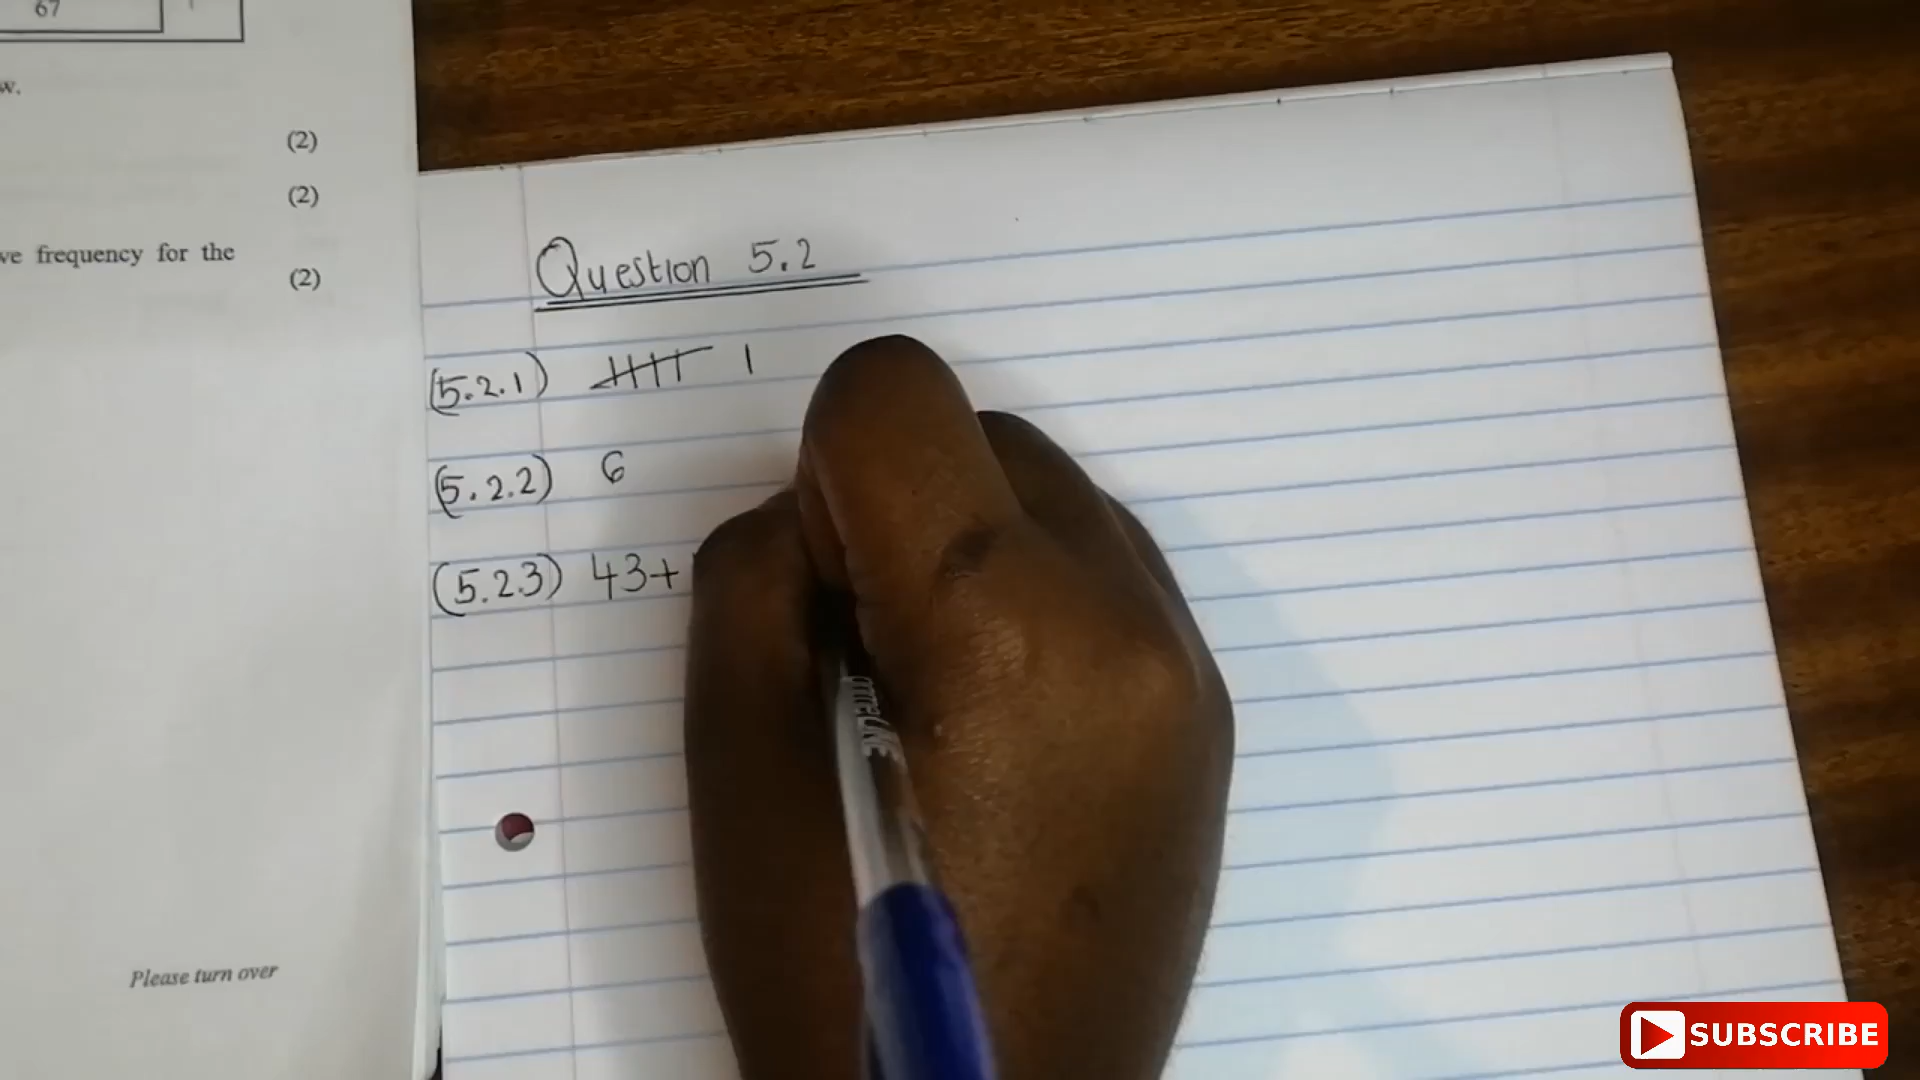 67
w.
(2)
(2)
ve frequency for the
(2)
Please turn over
Question 5.2
(5.2.1) 卌 1
(5.2.2) 6
(5.2.3) 43+
SUBSCRIBE